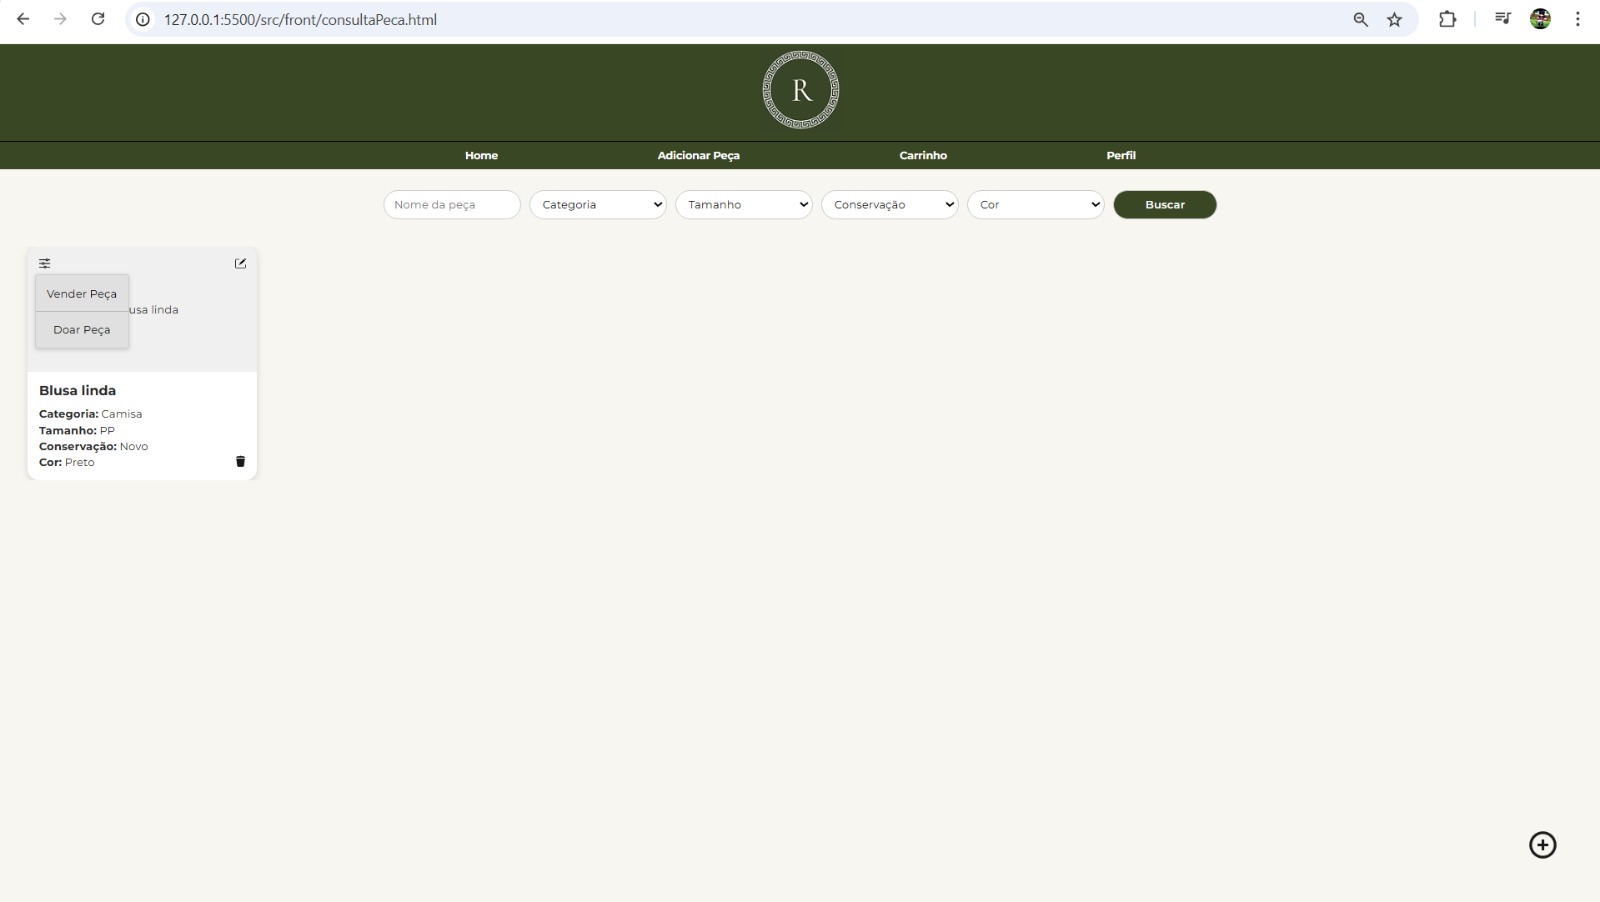 127.0.0.1:5500/src/front/consultaPeca.html
R
Home Adicionar Peça Carrinho Perfil
Nome da peça Categoria Tamanho Conservação Cor Buscar
Vender Peça
usa linda
Doar Peça
Blusa linda
Categoria: Camisa
Tamanho: PP
Conservação: Novo
Cor: Preto